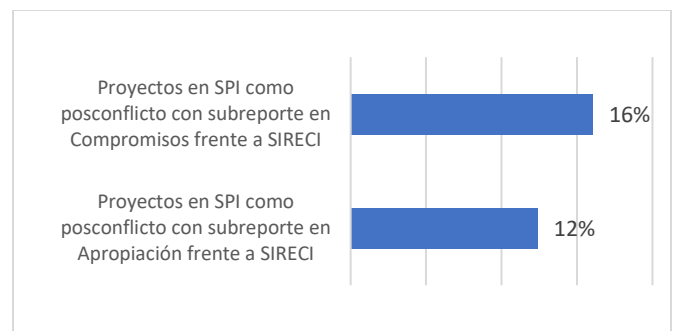 Proyectos en SPI como
posconflicto con subreporte en
Compromisos frente a SIRECI
16%
Proyectos en SPI como
posconflicto con subreporte en
Apropiación frente a SIRECI
12%